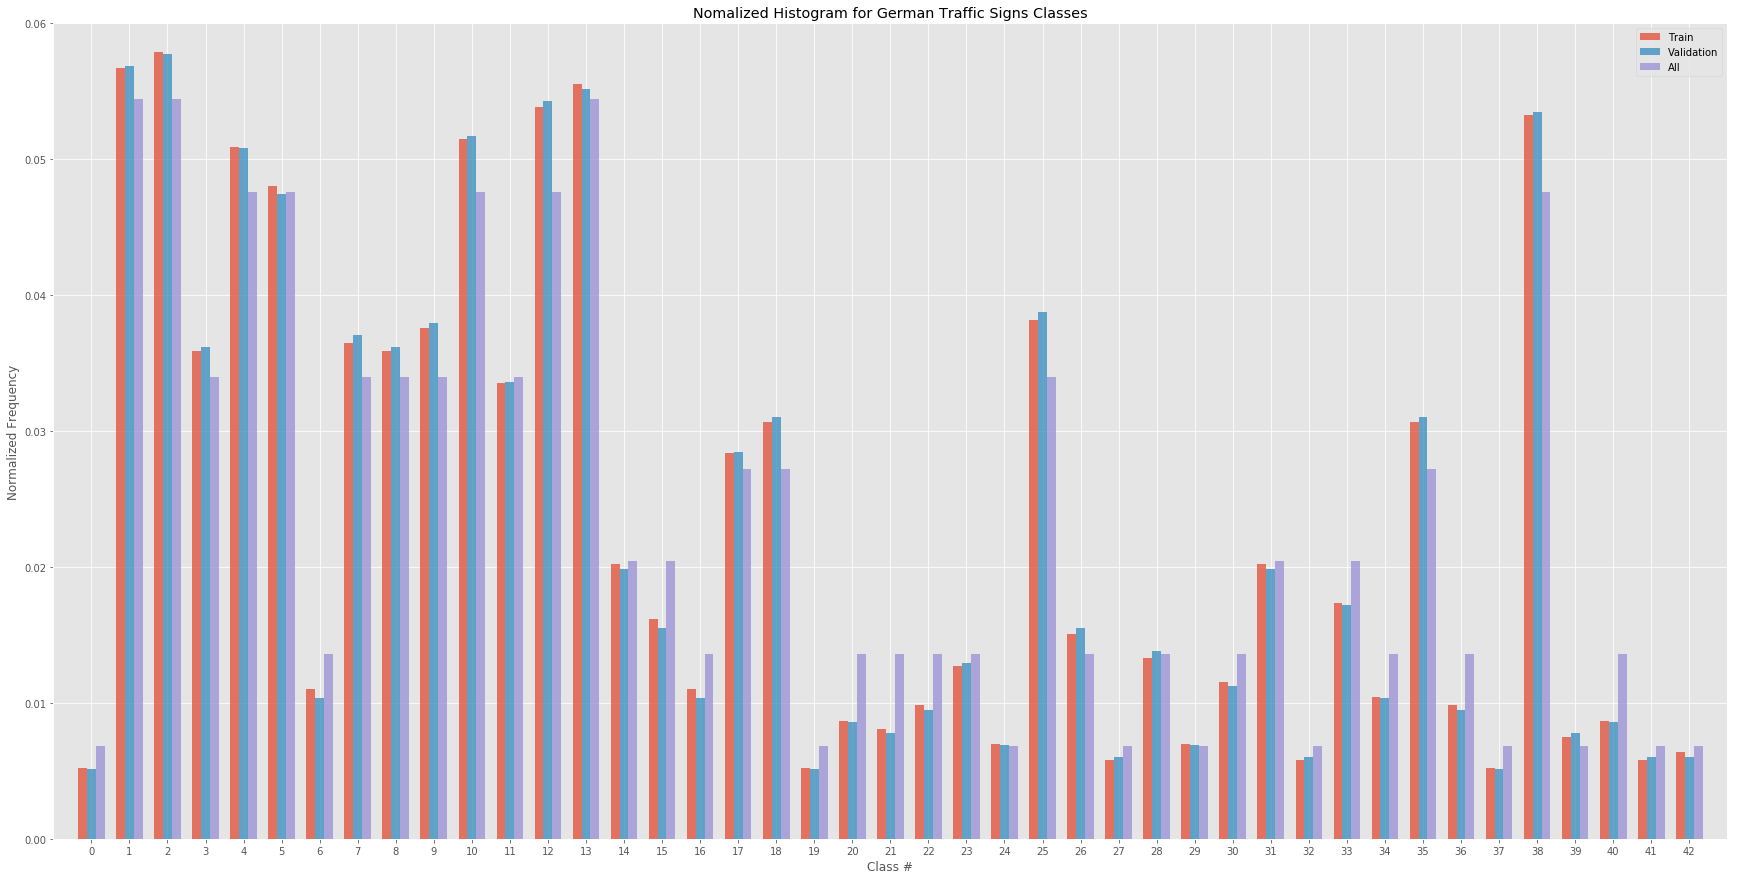 Nomalized Histogram for German Traffic Signs Classes
Train
Validation
All
Normalized Frequency
0.06
0.05
0.04
0.03
0.02
0.01
0.00
0 1 2 3 4 5 6 7 8 9 10 11 12 13 14 15 16 17 18 19 20 21 22 23 24 25 26 27 28 29 30 31 32 33 34 35 36 37 38 39 40 41 42
Class #